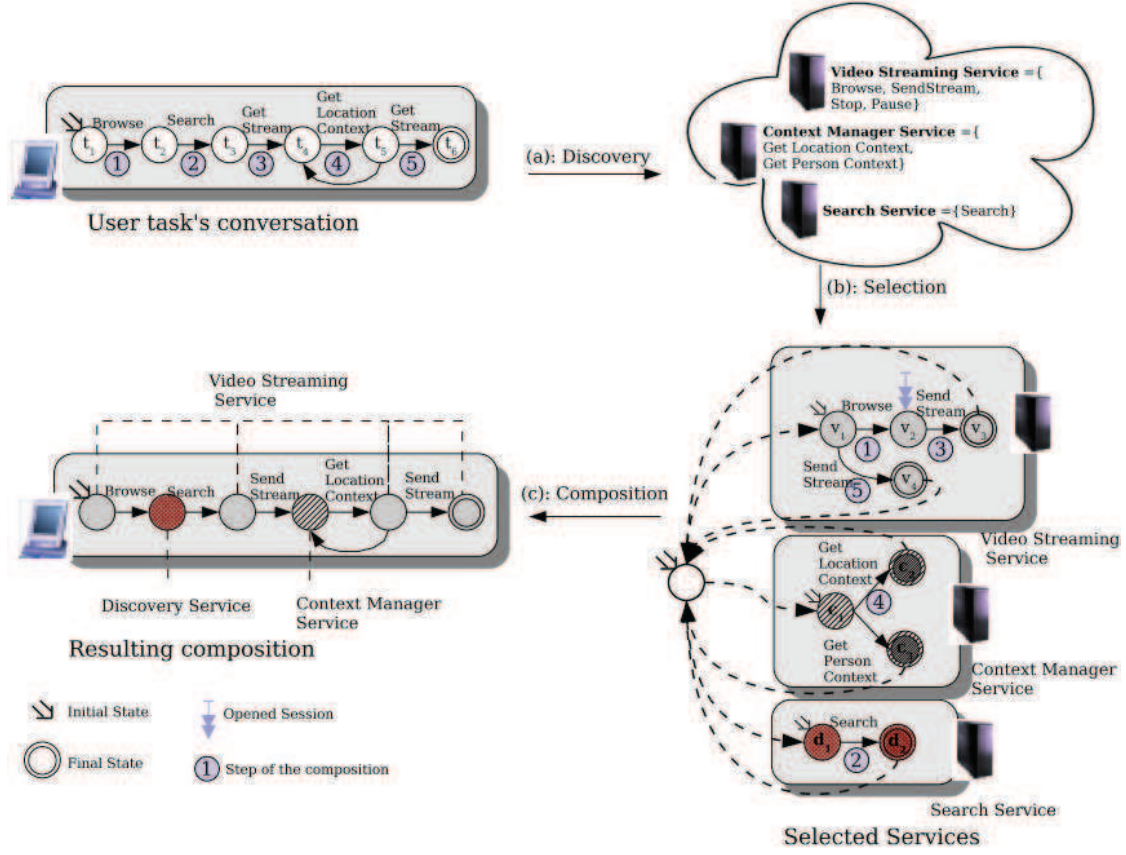 Browse
Search
Get
Stream
Get
Location
Context
Get
Stream
t1
t2
t3
t4
t5
t6
1
2
3
4
5
User task's conversation
(a): Discovery
Video Streaming Service ={
Browse, SendStream,
Stop, Pause}
Context Manager Service ={
Get Location Context,
Get Person Context}
Search Service ={Search}
(b): Selection
Browse
Send
Stream
v1
v2
v3
1
3
Send
Stream
5
v4
Video Streaming
Service
Get
Location
Context
c1
c2
4
Get
Person
Context
c3
Context Manager
Service
Search
d1
d2
2
Search Service
Selected Services
(c): Composition
Video Streaming
Service
Browse
Search
Send
Stream
Get
Location
Context
Send
Stream
Discovery Service
Context Manager
Service
Resulting composition
Initial State
Opened Session
Final State
1
Step of the composition